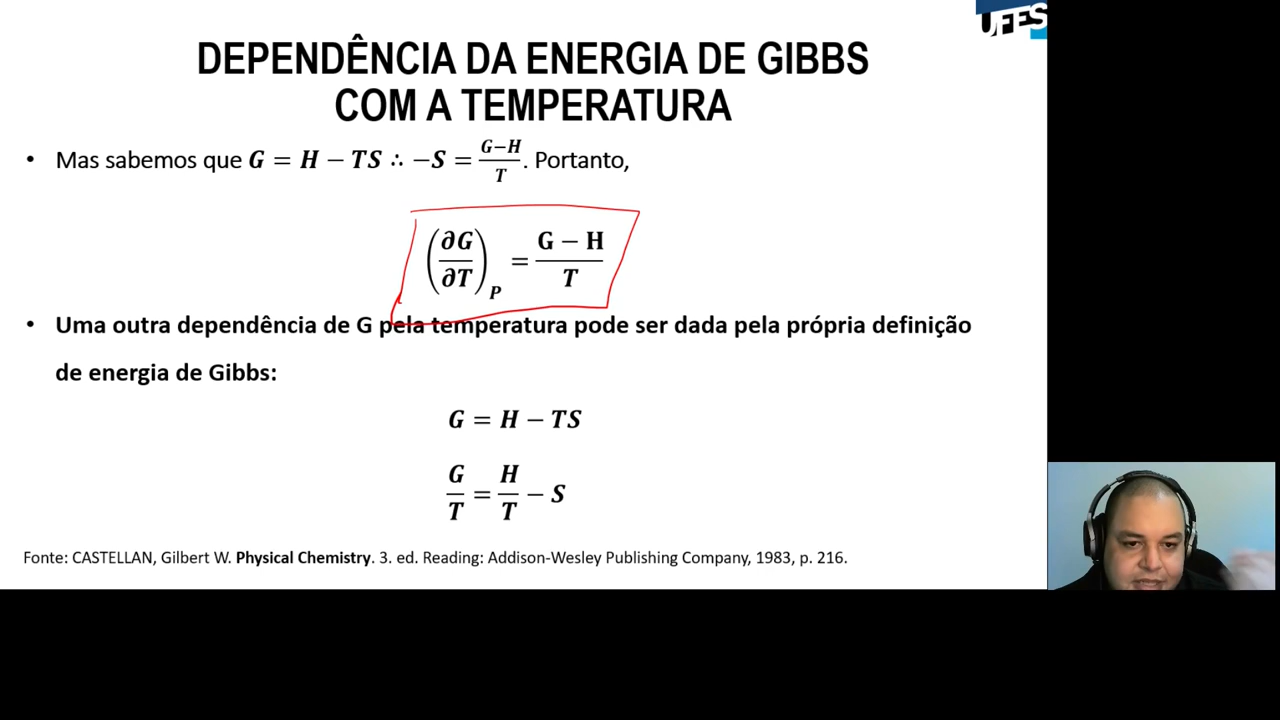 UFES
DEPENDÊNCIA DA ENERGIA DE GIBBS
COM A TEMPERATURA
• Mas sabemos que G = H − TS ∴ −S = (G−H)/T. Portanto,
(∂G/∂T)_P = (G − H)/T
• Uma outra dependência de G pela temperatura pode ser dada pela própria definição
de energia de Gibbs:
G = H − TS
G/T = H/T − S
Fonte: CASTELLAN, Gilbert W. Physical Chemistry. 3. ed. Reading: Addison-Wesley Publishing Company, 1983, p. 216.